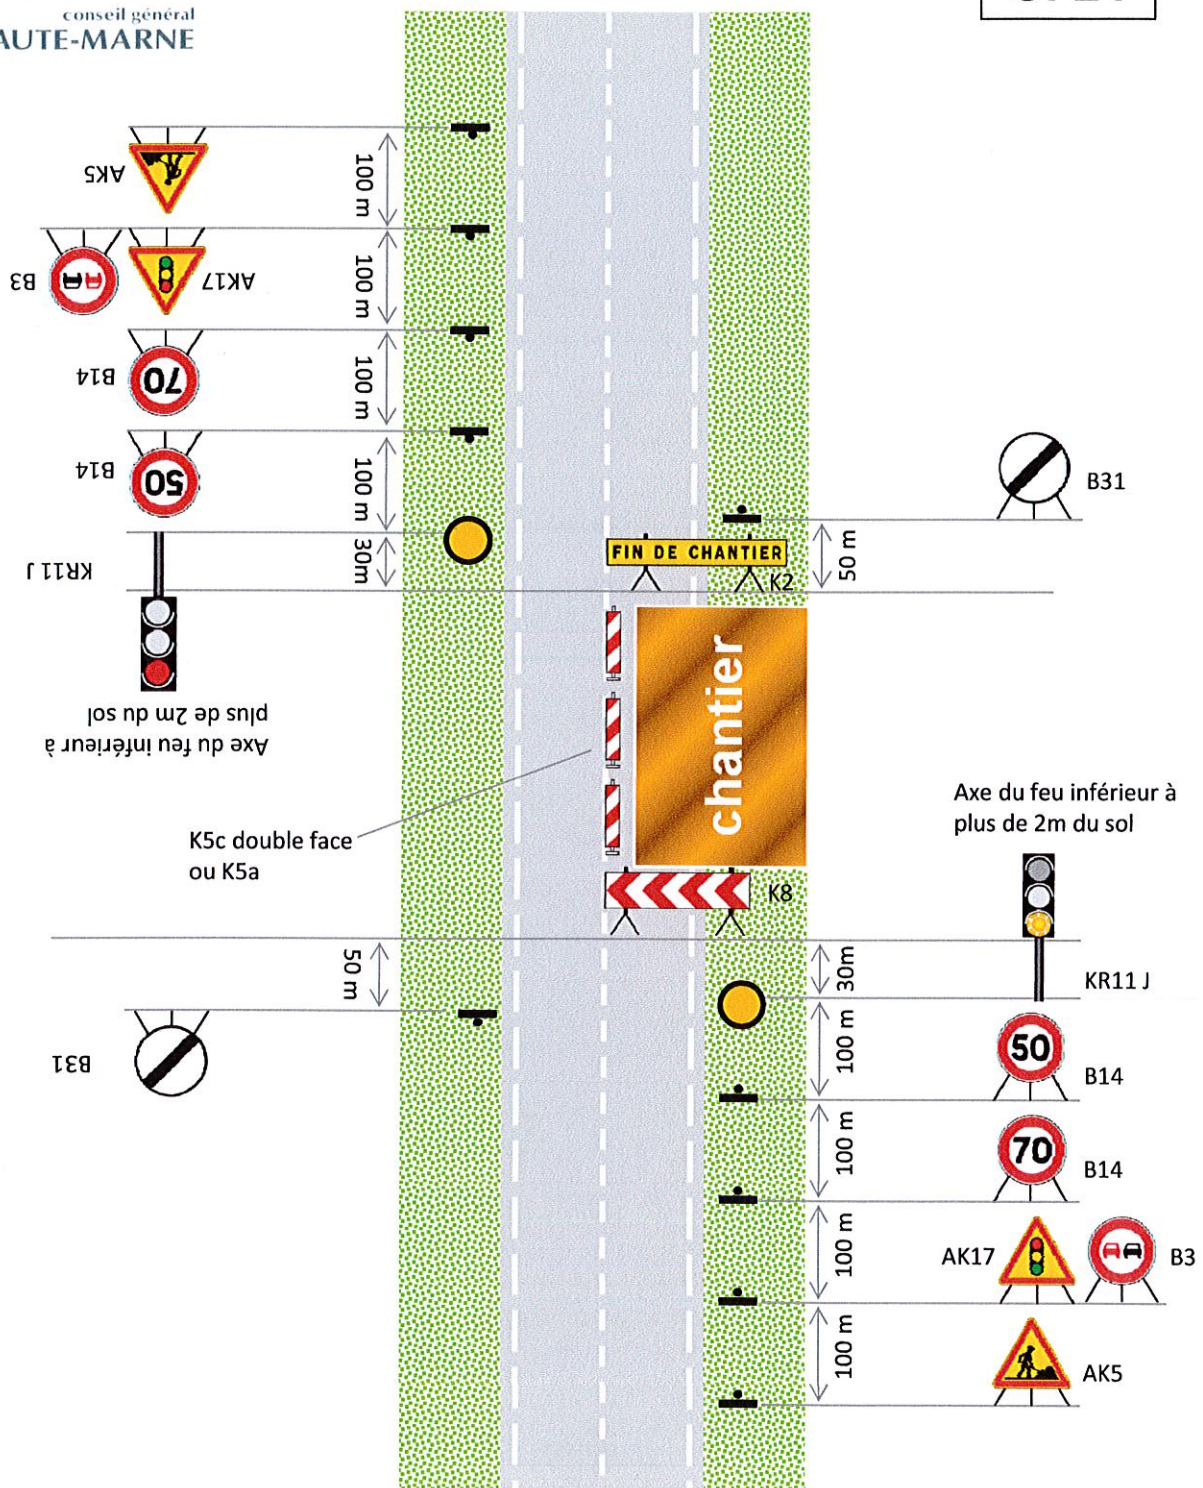 conseil général
AUTE-MARNE
AK5
100 m
B3
AK17
100 m
70
B14
100 m
50
B14
100 m
B31
KR11 J
30m
FIN DE CHANTIER
K2
50 m
Axe du feu inférieur à
plus de 2m du sol
chantier
K5c double face
ou K5a
Axe du feu inférieur à
plus de 2m du sol
K8
50 m
30m
KR11 J
B31
100 m
50
B14
100 m
70
B14
100 m
AK17
B3
100 m
AK5